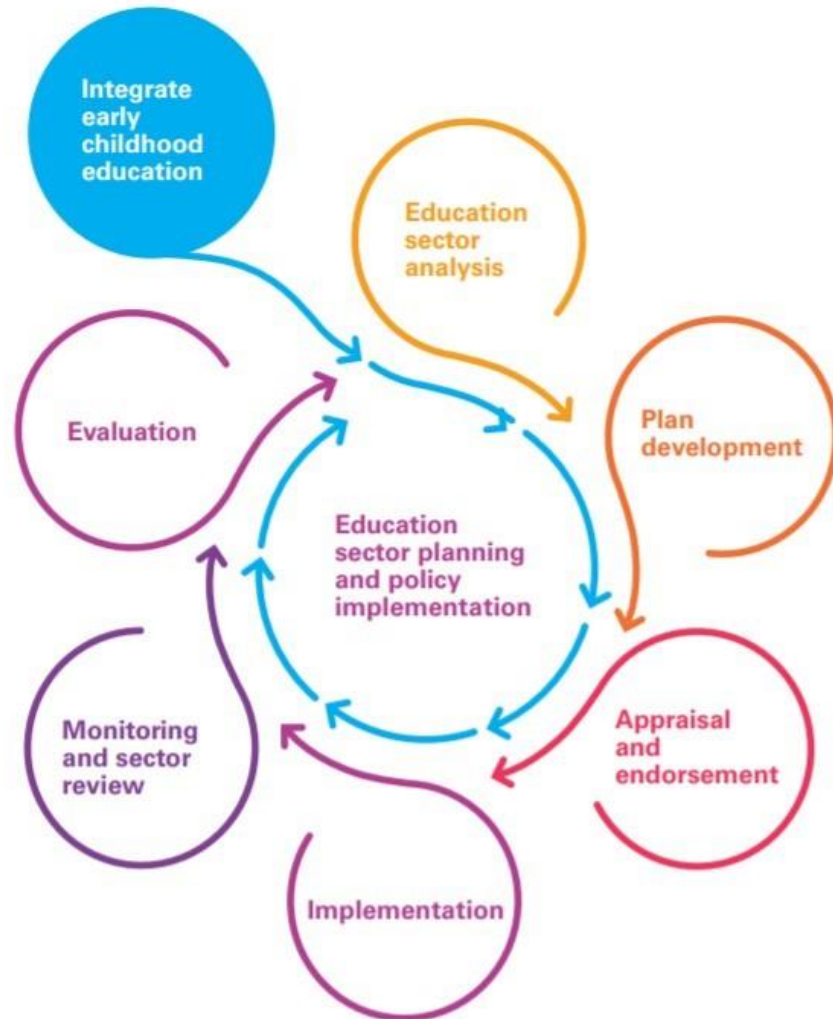 Integrate
early
childhood
education
Education
sector
analysis
Plan
development
Appraisal
and
endorsement
Implementation
Monitoring
and sector
review
Evaluation
Education
sector planning
and policy
implementation